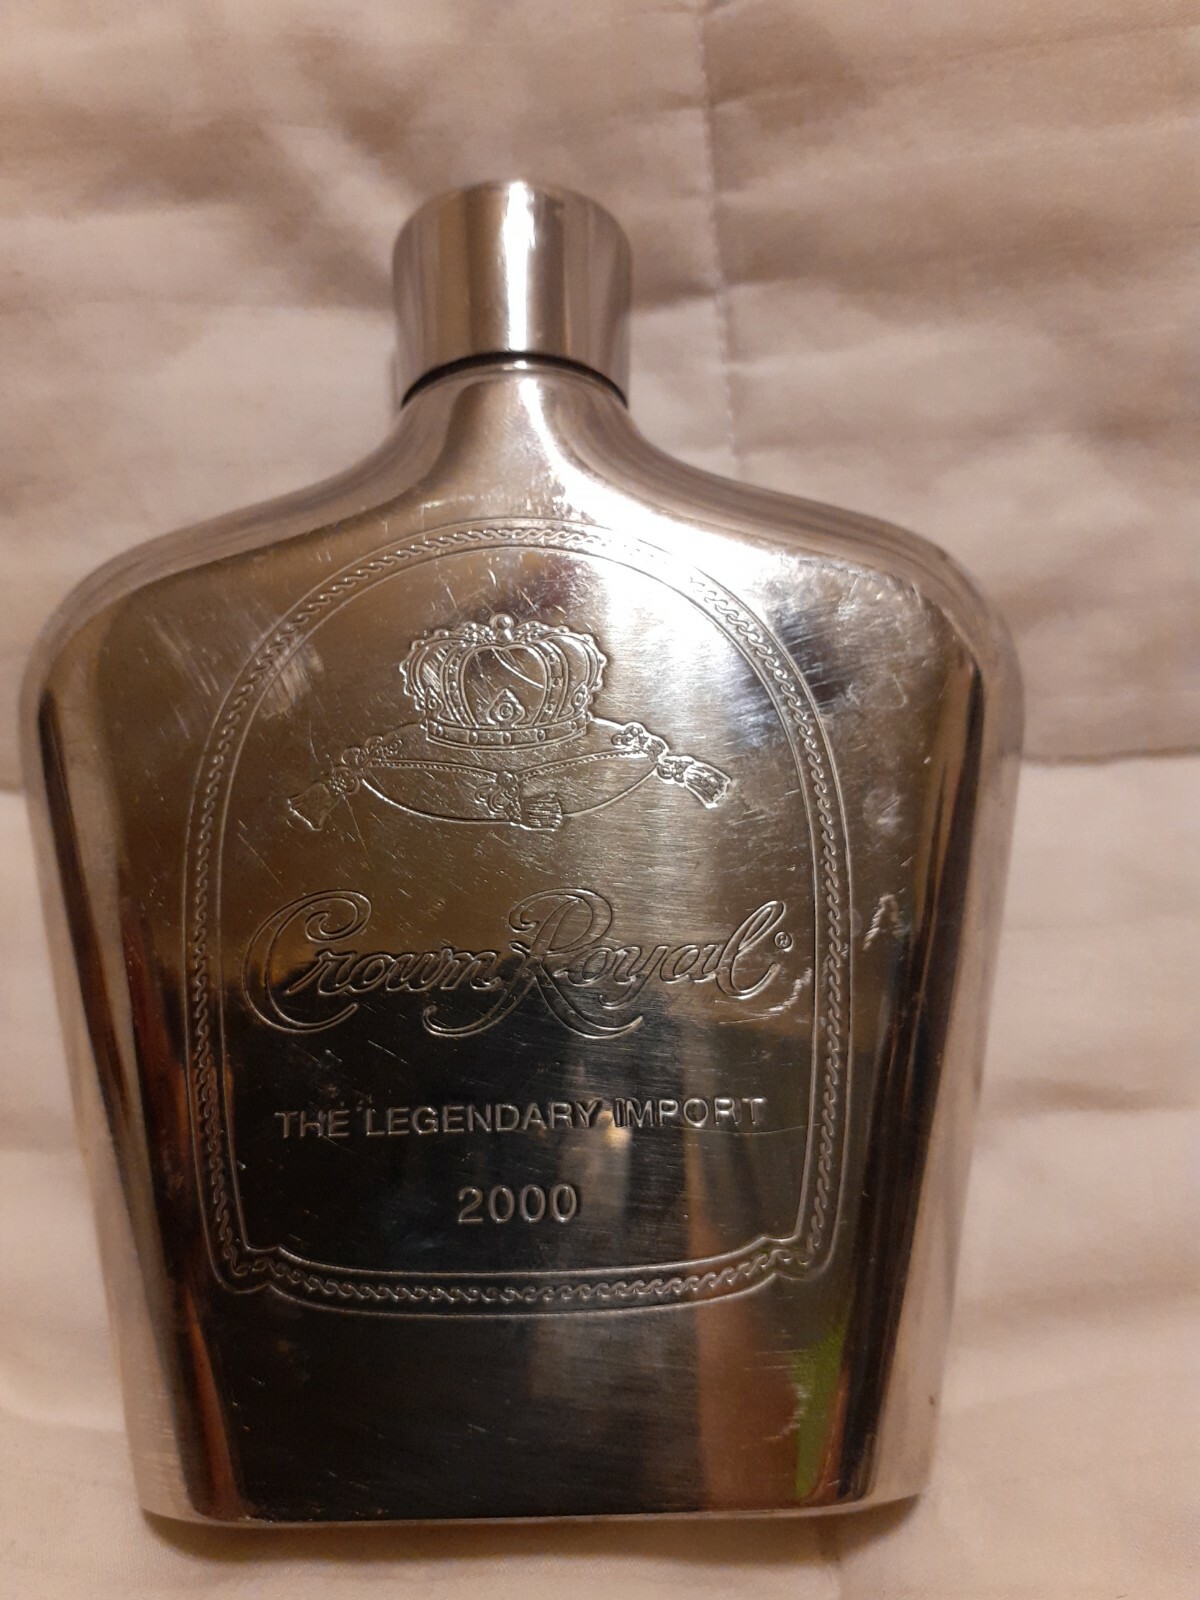 Crown Royal®
THE LEGENDARY IMPORT
2000